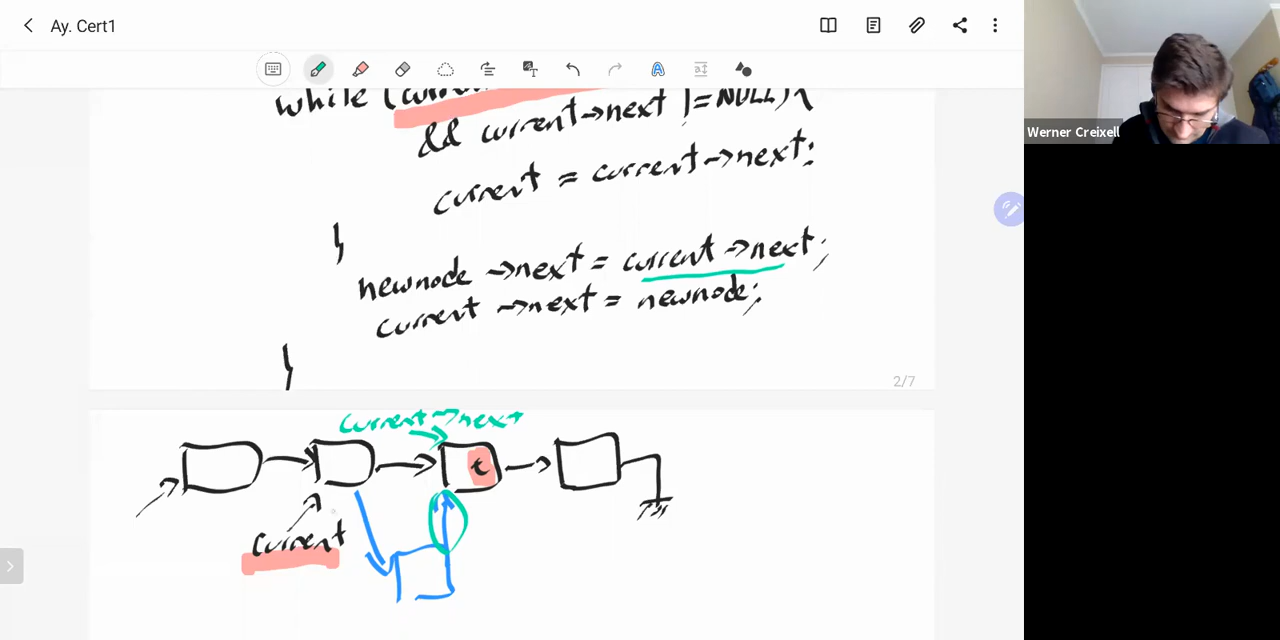 Ay. Cert1
while (
&& current->next != NULL) {
current = current->next;
}
newnode ->next = current ->next;
current ->next = newnode;
}
2/7
current->next
t
current
Werner Creixell